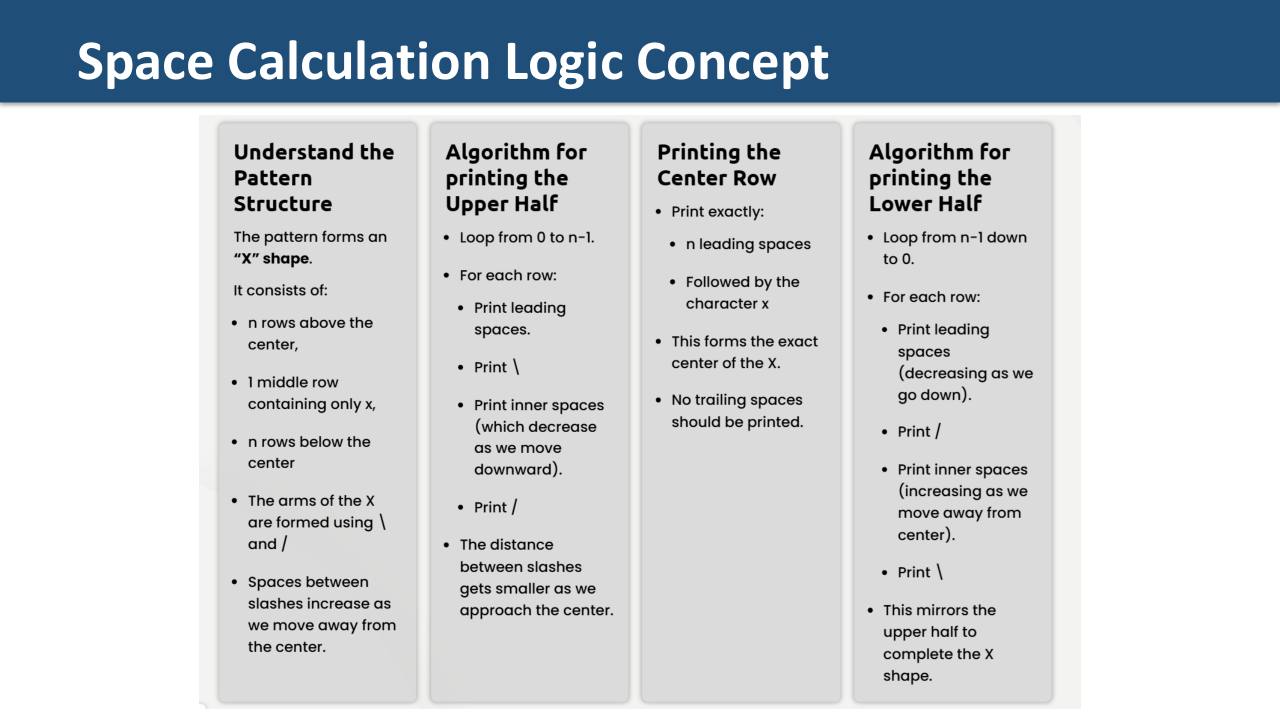 Space Calculation Logic Concept
Understand the
Pattern
Structure
The pattern forms an
“X” shape.
It consists of:
• n rows above the
center,
• 1 middle row
containing only x,
• n rows below the
center
• The arms of the X
are formed using \
and /
• Spaces between
slashes increase as
we move away from
the center.
Algorithm for
printing the
Upper Half
• Loop from 0 to n-1.
• For each row:
• Print leading
spaces.
• Print \
• Print inner spaces
(which decrease
as we move
downward).
• Print /
• The distance
between slashes
gets smaller as we
approach the center.
Printing the
Center Row
• Print exactly:
• n leading spaces
• Followed by the
character x
• This forms the exact
center of the X.
• No trailing spaces
should be printed.
Algorithm for
printing the
Lower Half
• Loop from n-1 down
to 0.
• For each row:
• Print leading
spaces
(decreasing as we
go down).
• Print /
• Print inner spaces
(increasing as we
move away from
center).
• Print \
• This mirrors the
upper half to
complete the X
shape.